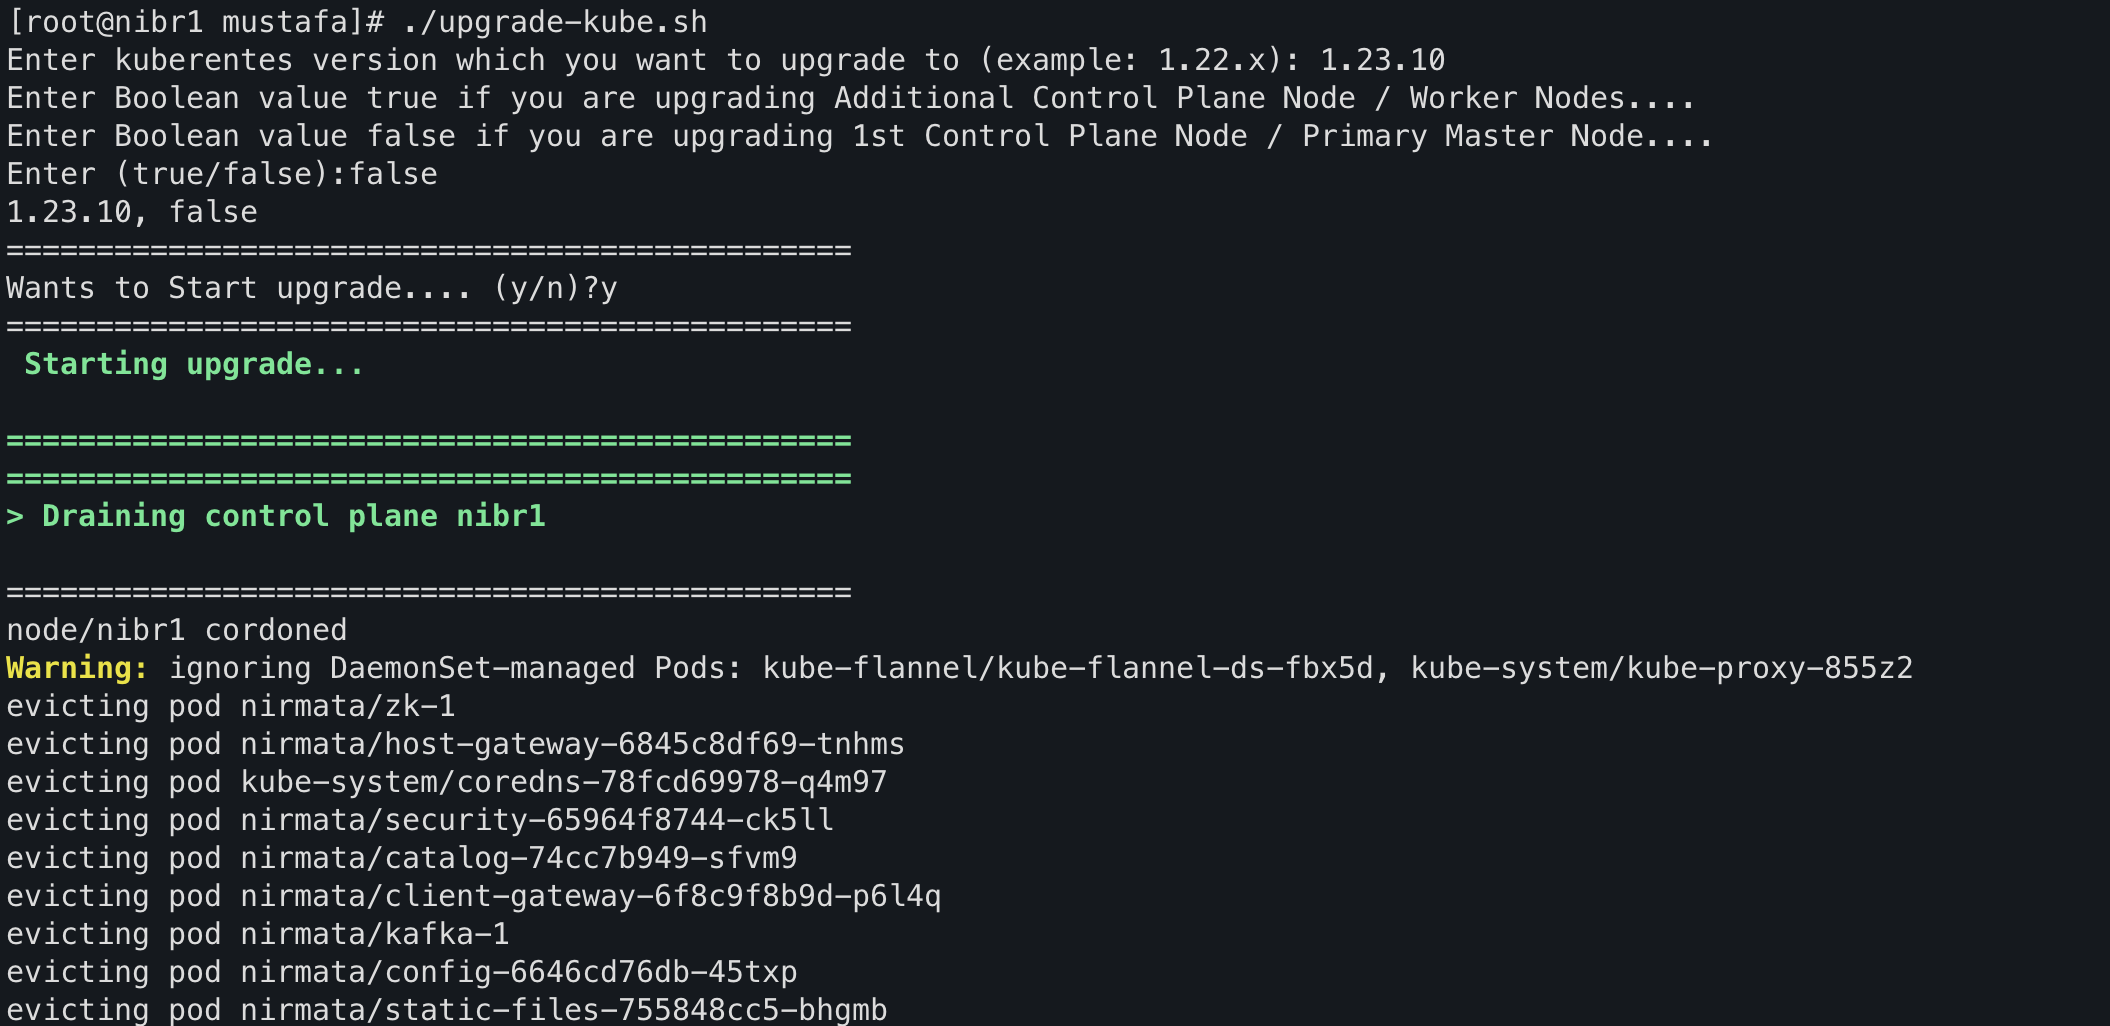 [root@nibr1 mustafa]# ./upgrade-kube.sh
Enter kuberentes version which you want to upgrade to (example: 1.22.x): 1.23.10
Enter Boolean value true if you are upgrading Additional Control Plane Node / Worker Nodes....
Enter Boolean value false if you are upgrading 1st Control Plane Node / Primary Master Node....
Enter (true/false):false
1.23.10, false
===============================================
Wants to Start upgrade.... (y/n)?y
===============================================
 Starting upgrade...
===============================================
===============================================
> Draining control plane nibr1
===============================================
node/nibr1 cordoned
Warning: ignoring DaemonSet-managed Pods: kube-flannel/kube-flannel-ds-fbx5d, kube-system/kube-proxy-855z2
evicting pod nirmata/zk-1
evicting pod nirmata/host-gateway-6845c8df69-tnhms
evicting pod kube-system/coredns-78fcd69978-q4m97
evicting pod nirmata/security-65964f8744-ck5ll
evicting pod nirmata/catalog-74cc7b949-sfvm9
evicting pod nirmata/client-gateway-6f8c9f8b9d-p6l4q
evicting pod nirmata/kafka-1
evicting pod nirmata/config-6646cd76db-45txp
evicting pod nirmata/static-files-755848cc5-bhgmb